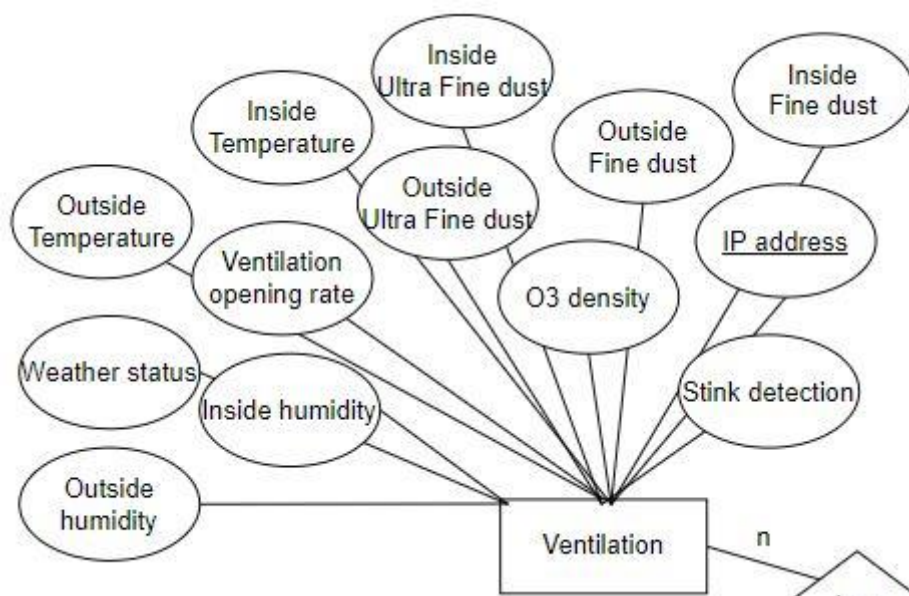 Inside
Ultra Fine dust
Inside
Fine dust
Inside
Temperature
Outside
Fine dust
Outside
Ultra Fine dust
Outside
Temperature
IP address
Ventilation
opening rate
O3 density
Weather status
Inside humidity
Stink detection
Outside
humidity
Ventilation
n